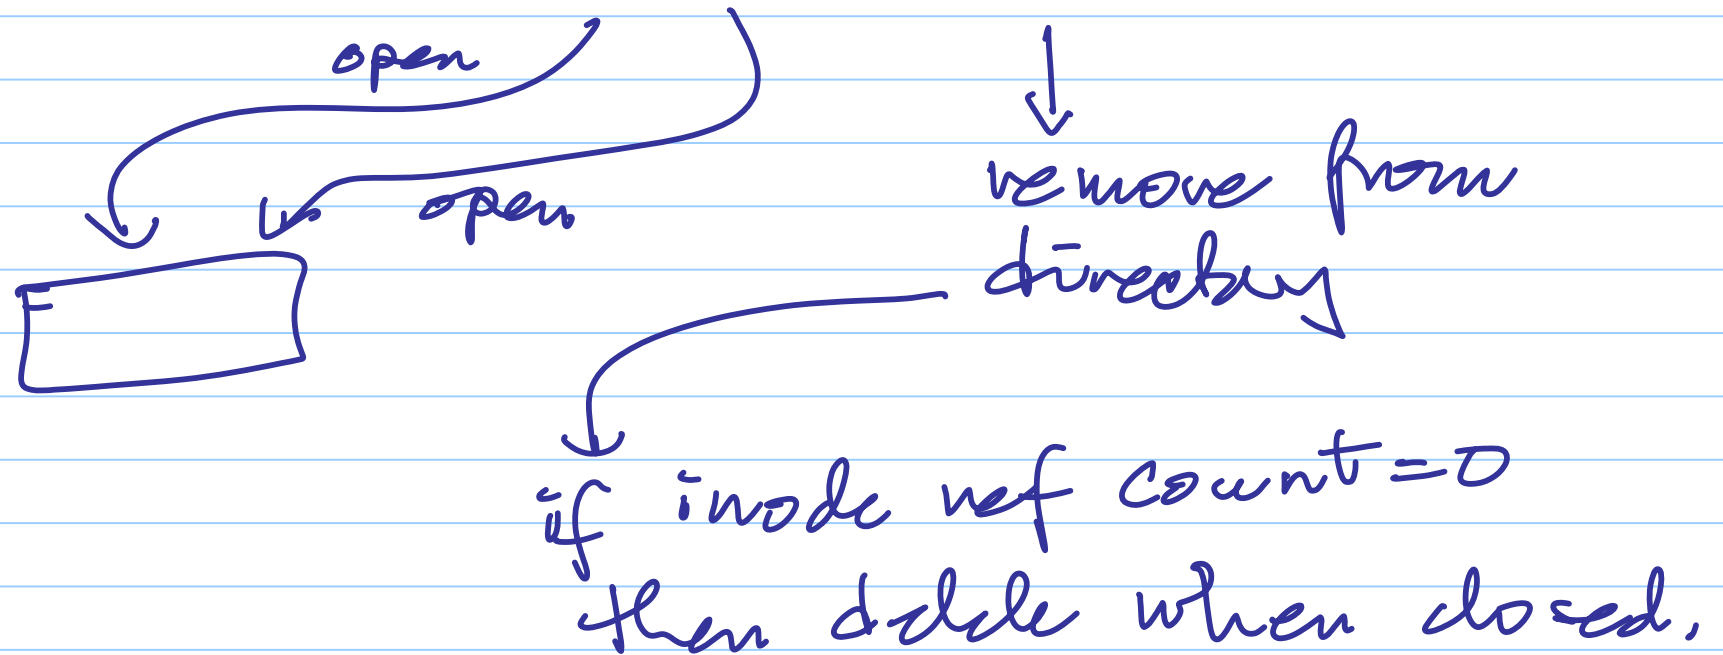 open
open
remove from
directory
if inode ref count = 0
then delete when closed.